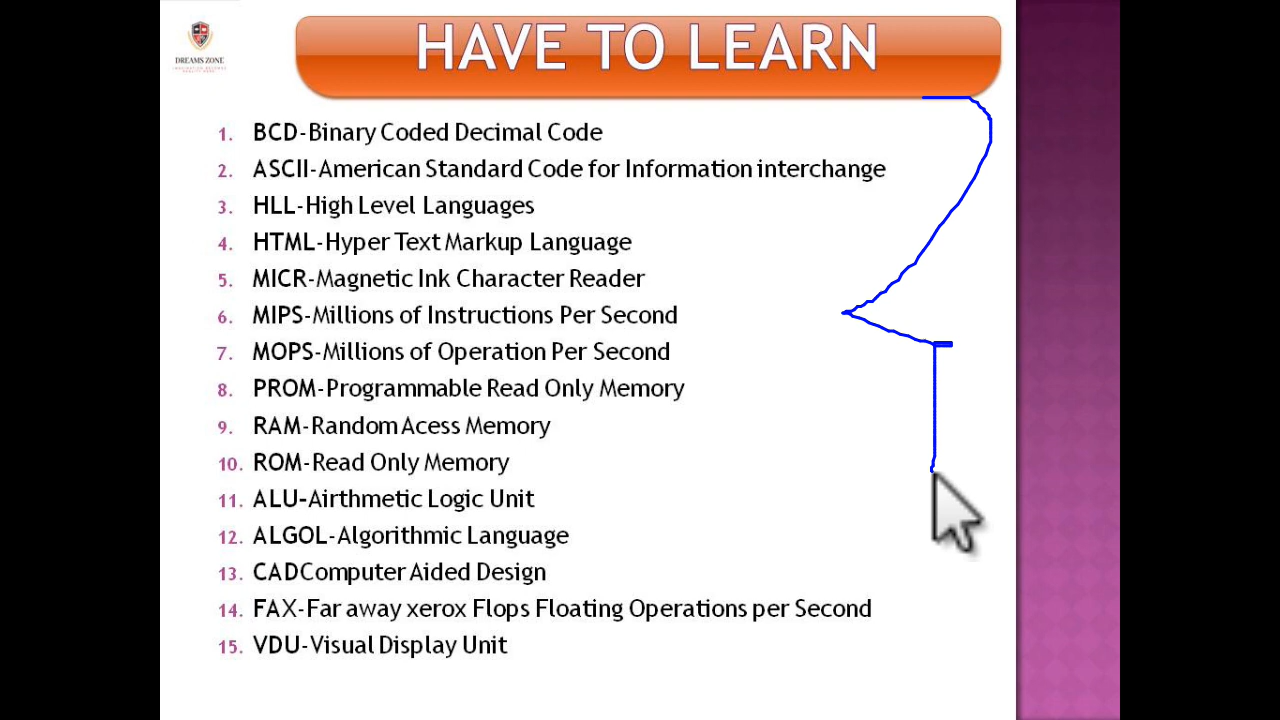 HAVE TO LEARN
DREAMS ZONE
1. BCD-Binary Coded Decimal Code
2. ASCII-American Standard Code for Information interchange
3. HLL-High Level Languages
4. HTML-Hyper Text Markup Language
5. MICR-Magnetic Ink Character Reader
6. MIPS-Millions of Instructions Per Second
7. MOPS-Millions of Operation Per Second
8. PROM-Programmable Read Only Memory
9. RAM-Random Acess Memory
10. ROM-Read Only Memory
11. ALU-Airthmetic Logic Unit
12. ALGOL-Algorithmic Language
13. CADComputer Aided Design
14. FAX-Far away xerox Flops Floating Operations per Second
15. VDU-Visual Display Unit